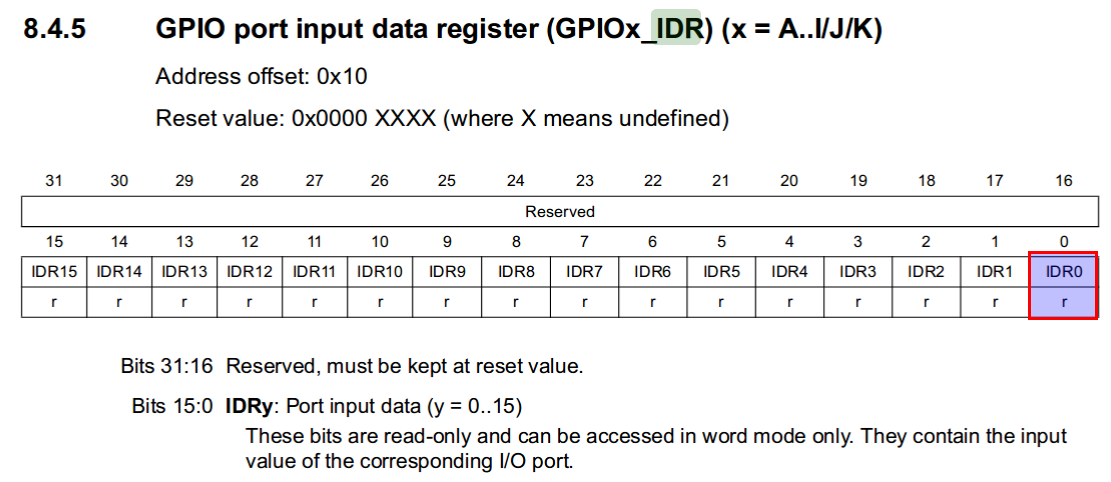 8.4.5 GPIO port input data register (GPIOx_IDR) (x = A..I/J/K)
Address offset: 0x10
Reset value: 0x0000 XXXX (where X means undefined)
31 30 29 28 27 26 25 24 23 22 21 20 19 18 17 16
Reserved
15 14 13 12 11 10 9 8 7 6 5 4 3 2 1 0
IDR15 IDR14 IDR13 IDR12 IDR11 IDR10 IDR9 IDR8 IDR7 IDR6 IDR5 IDR4 IDR3 IDR2 IDR1 IDR0
r r r r r r r r r r r r r r r r
Bits 31:16 Reserved, must be kept at reset value.
Bits 15:0 IDRy: Port input data (y = 0..15)
These bits are read-only and can be accessed in word mode only. They contain the input
value of the corresponding I/O port.